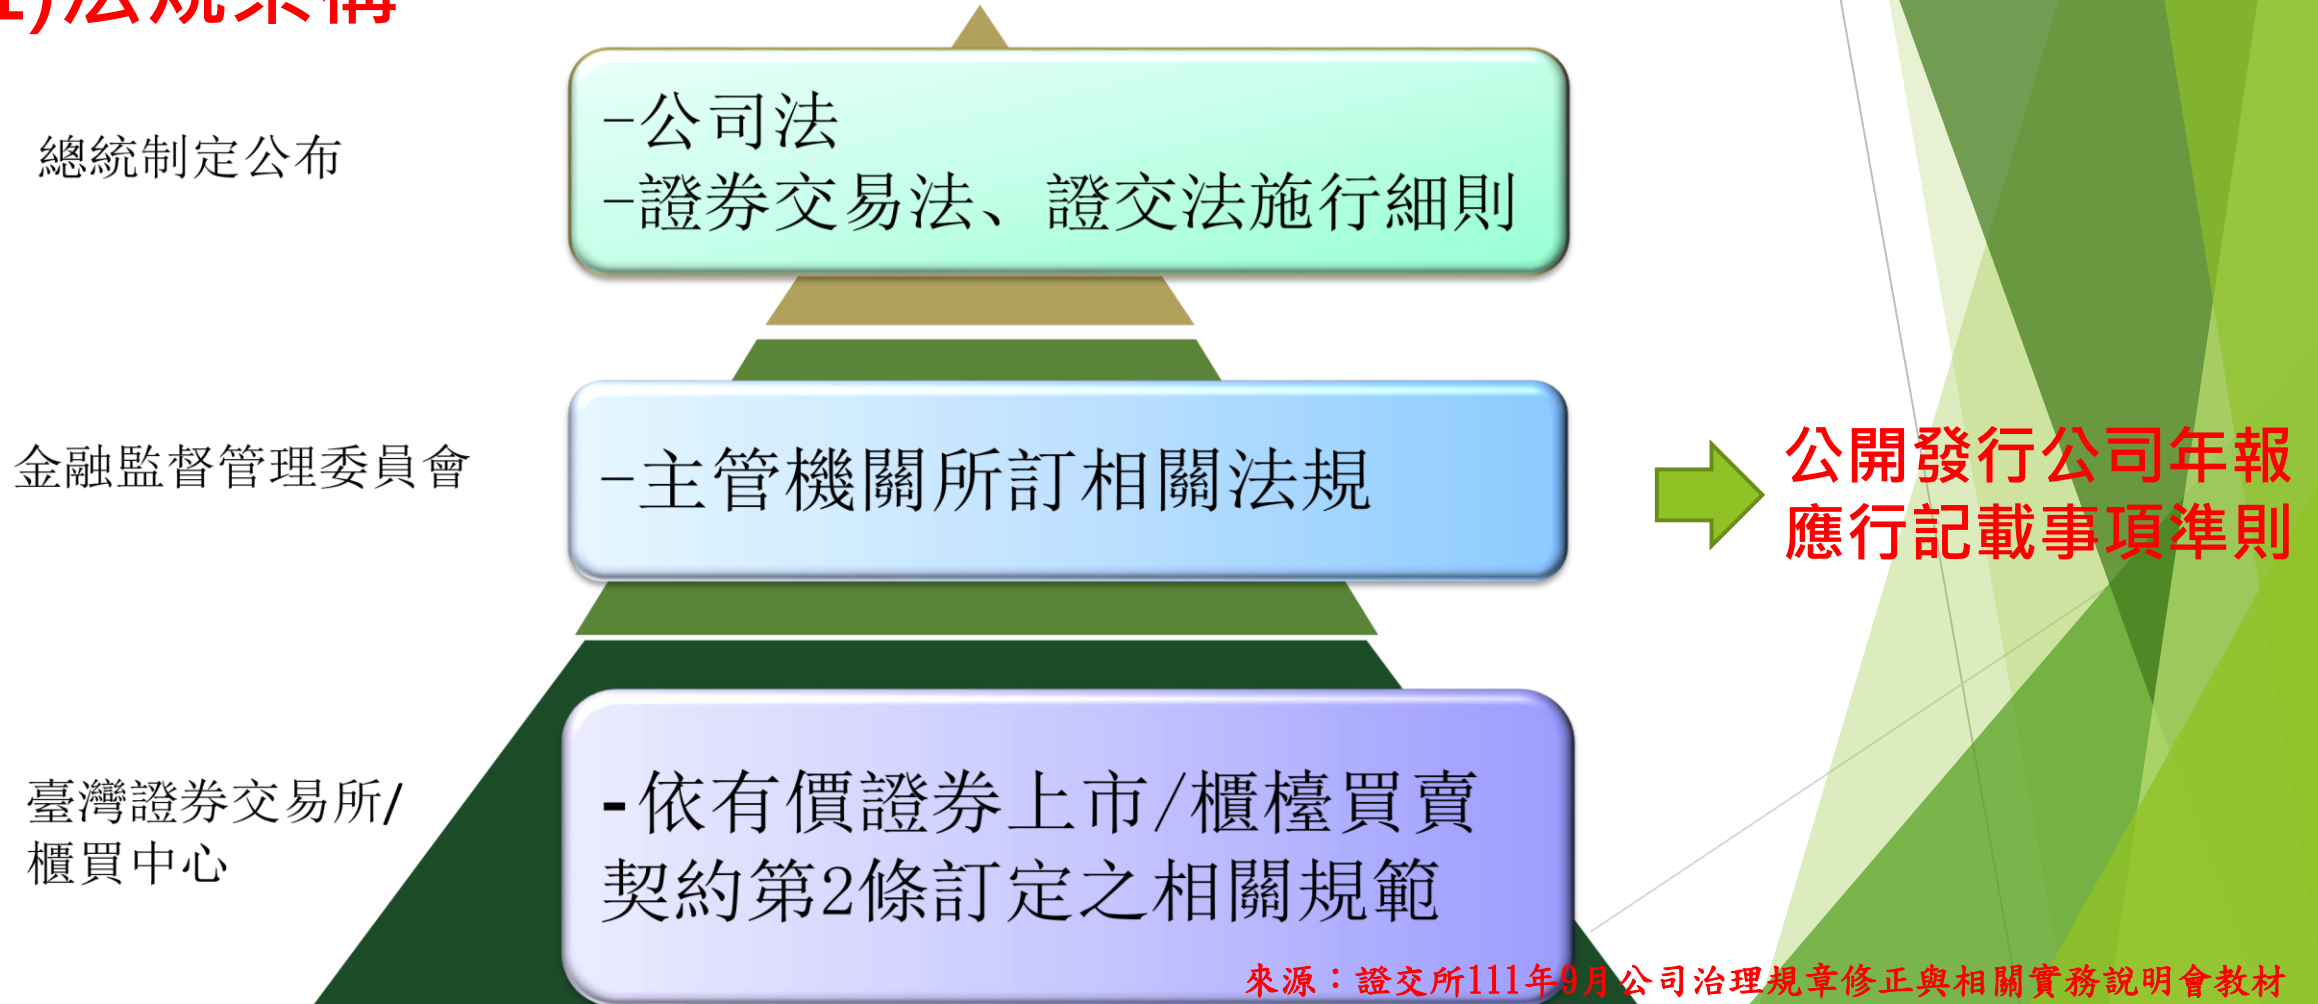 1)法規架構
總統制定公布
-公司法
-證券交易法、證交法施行細則
金融監督管理委員會
-主管機關所訂相關法規
公開發行公司年報
應行記載事項準則
臺灣證券交易所/
櫃買中心
-依有價證券上市/櫃檯買賣
契約第2條訂定之相關規範
來源：證交所111年9月公司治理規章修正與相關實務說明會教材